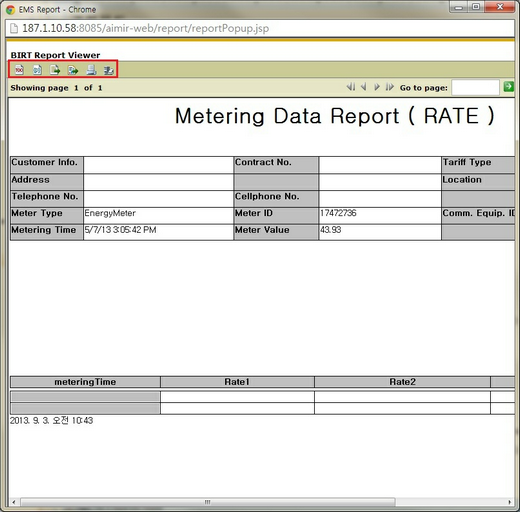 EMS Report - Chrome
187.1.10.58:8085/aimir-web/report/reportPopup.jsp
BIRT Report Viewer
Showing page 1 of 1 Go to page:
Metering Data Report ( RATE )
Customer Info. Contract No. Tariff Type
Address Location
Telephone No. Cellphone No.
Meter Type EnergyMeter Meter ID 17472736 Comm. Equip. ID
Metering Time 5/7/13 3:05:42 PM Meter Value 43.93
meteringTime Rate1 Rate2
2013. 9. 3. 오전 10:43